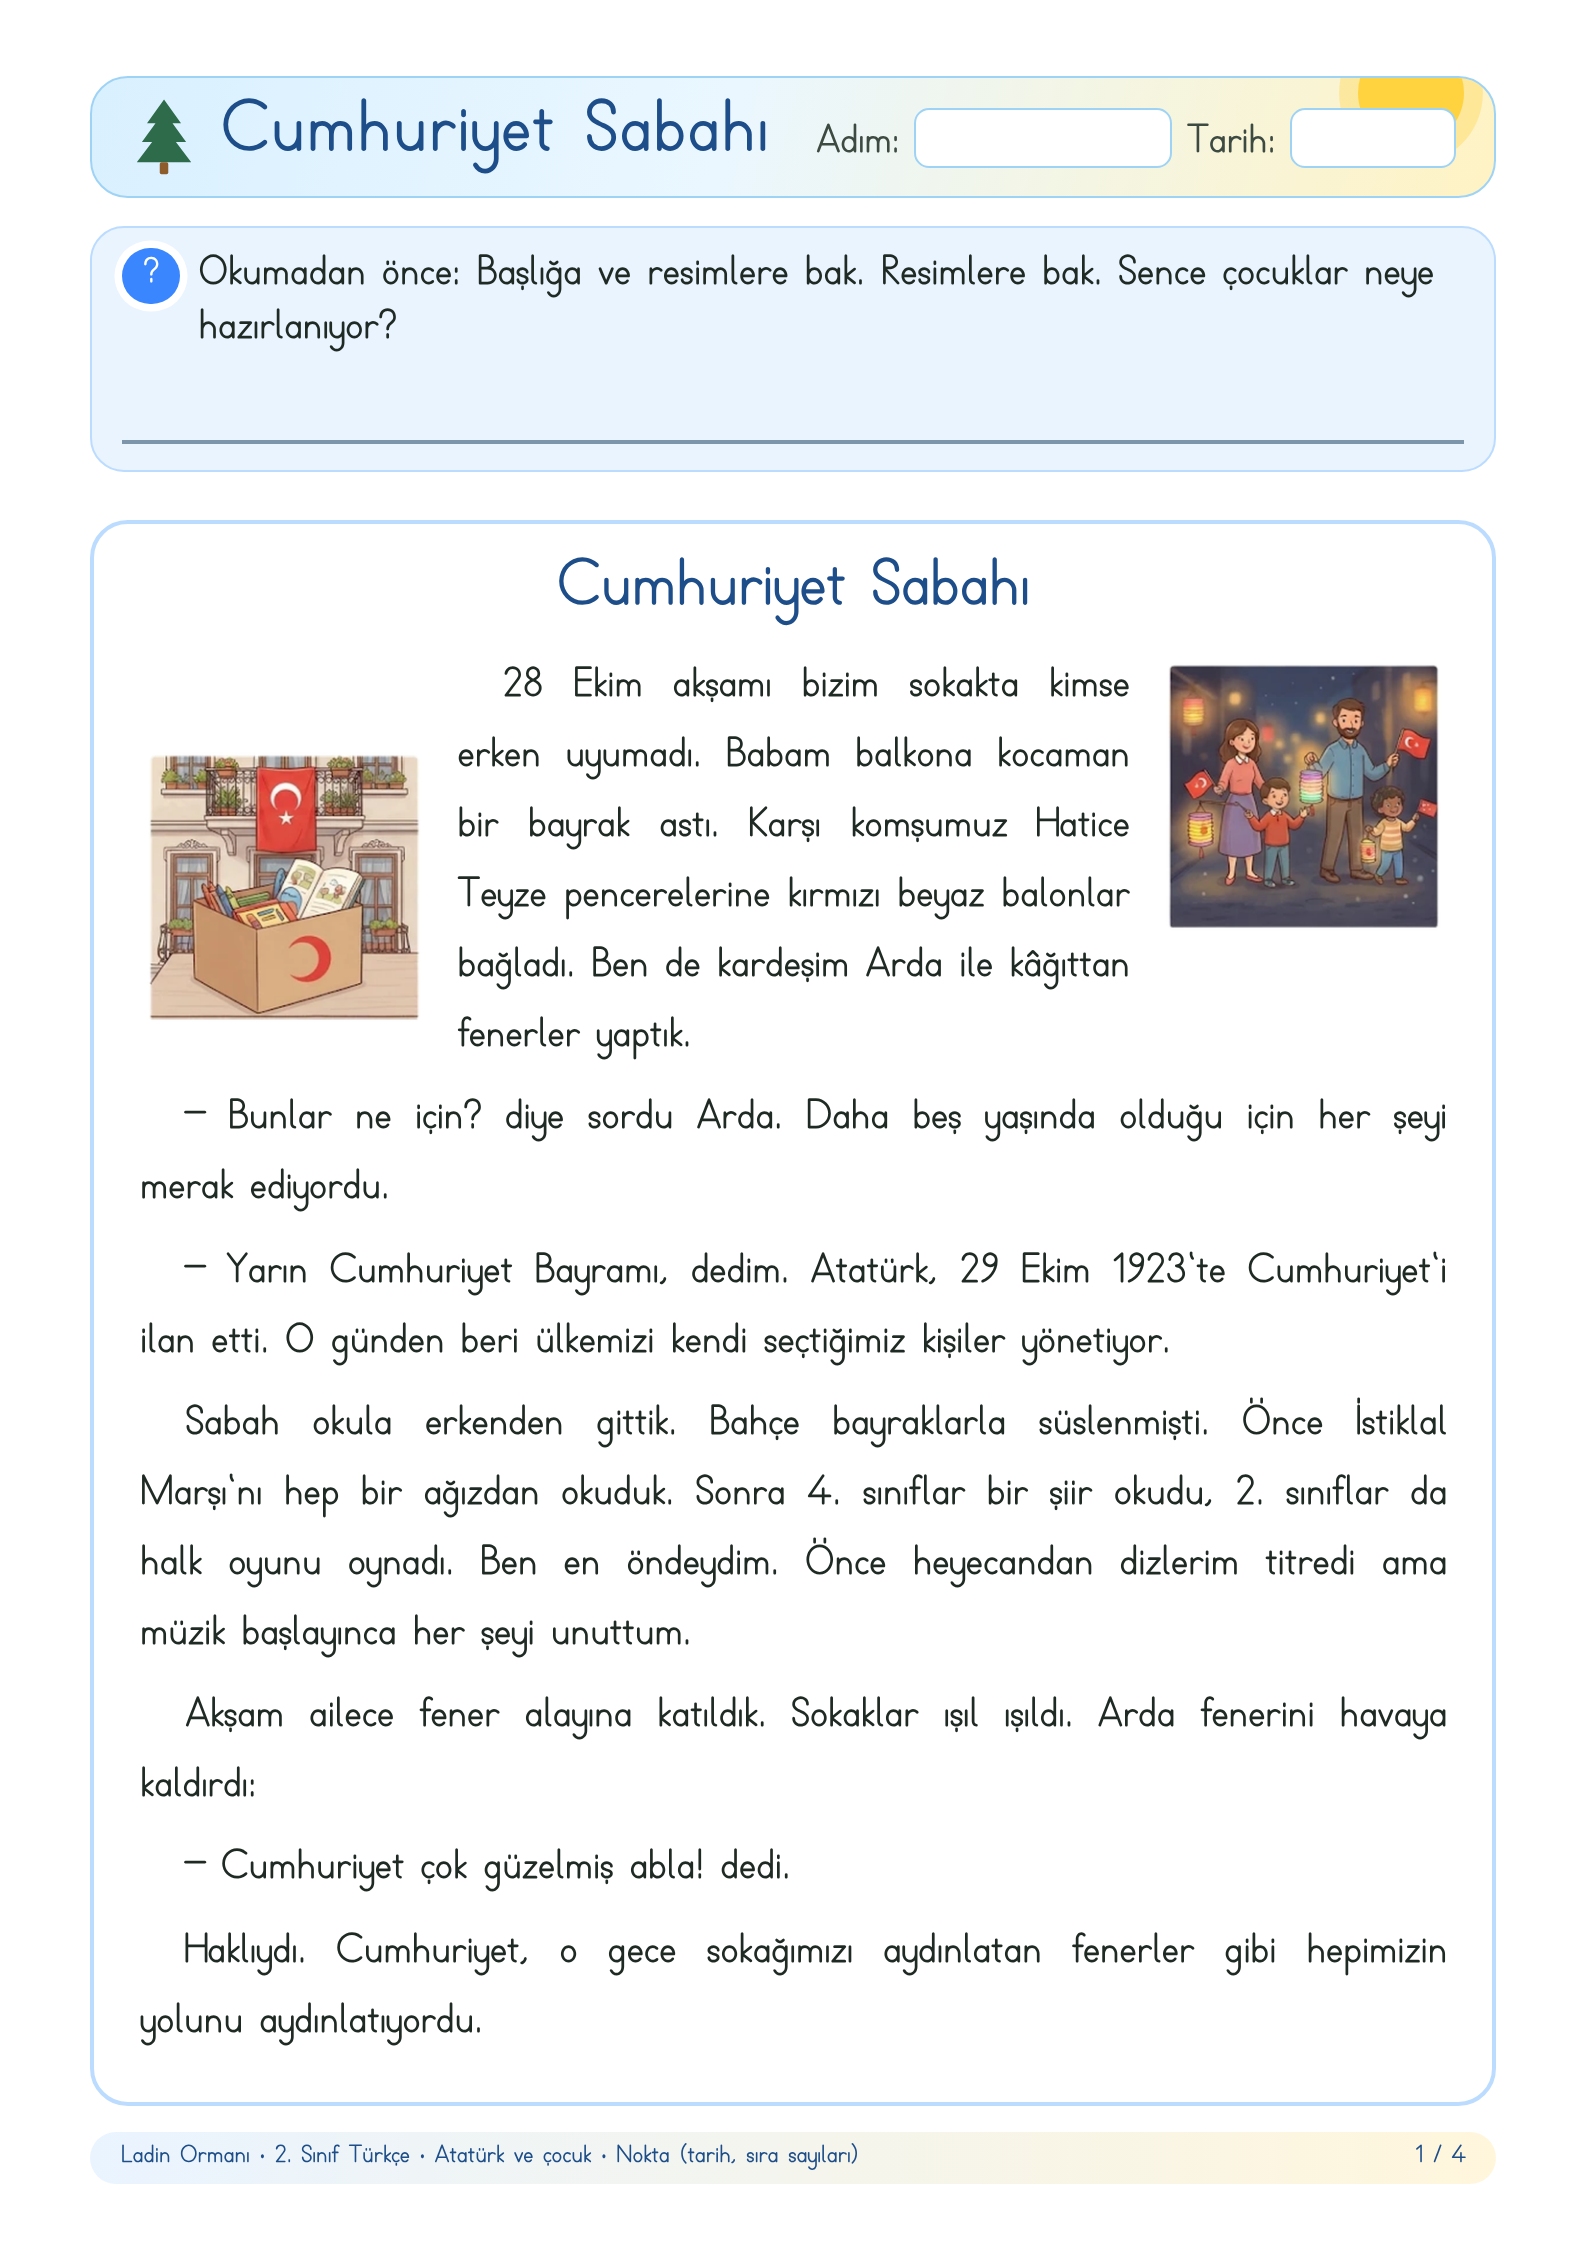 Cumhuriyet Sabahı
Adım:
Tarih:
?
Okumadan önce: Başlığa ve resimlere bak. Resimlere bak. Sence çocuklar neye
hazırlanıyor?
Cumhuriyet Sabahı
28 Ekim akşamı bizim sokakta kimse
erken uyumadı. Babam balkona kocaman
bir bayrak astı. Karşı komşumuz Hatice
Teyze pencerelerine kırmızı beyaz balonlar
bağladı. Ben de kardeşim Arda ile kâğıttan
fenerler yaptık.
– Bunlar ne için? diye sordu Arda. Daha beş yaşında olduğu için her şeyi
merak ediyordu.
– Yarın Cumhuriyet Bayramı, dedim. Atatürk, 29 Ekim 1923‛te Cumhuriyet‛i
ilan etti. O günden beri ülkemizi kendi seçtiğimiz kişiler yönetiyor.
Sabah okula erkenden gittik. Bahçe bayraklarla süslenmişti. Önce İstiklal
Marşı‛nı hep bir ağızdan okuduk. Sonra 4. sınıflar bir şiir okudu, 2. sınıflar da
halk oyunu oynadı. Ben en öndeydim. Önce heyecandan dizlerim titredi ama
müzik başlayınca her şeyi unuttum.
Akşam ailece fener alayına katıldık. Sokaklar ışıl ışıldı. Arda fenerini havaya
kaldırdı:
– Cumhuriyet çok güzelmiş abla! dedi.
Haklıydı. Cumhuriyet, o gece sokağımızı aydınlatan fenerler gibi hepimizin
yolunu aydınlatıyordu.
Ladin Ormanı • 2. Sınıf Türkçe • Atatürk ve çocuk • Nokta (tarih, sıra sayıları)
1 / 4